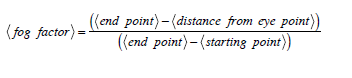 ⟨fog factor⟩ = (⟨end point⟩−⟨distance from eye point⟩) / (⟨end point⟩−⟨starting point⟩)